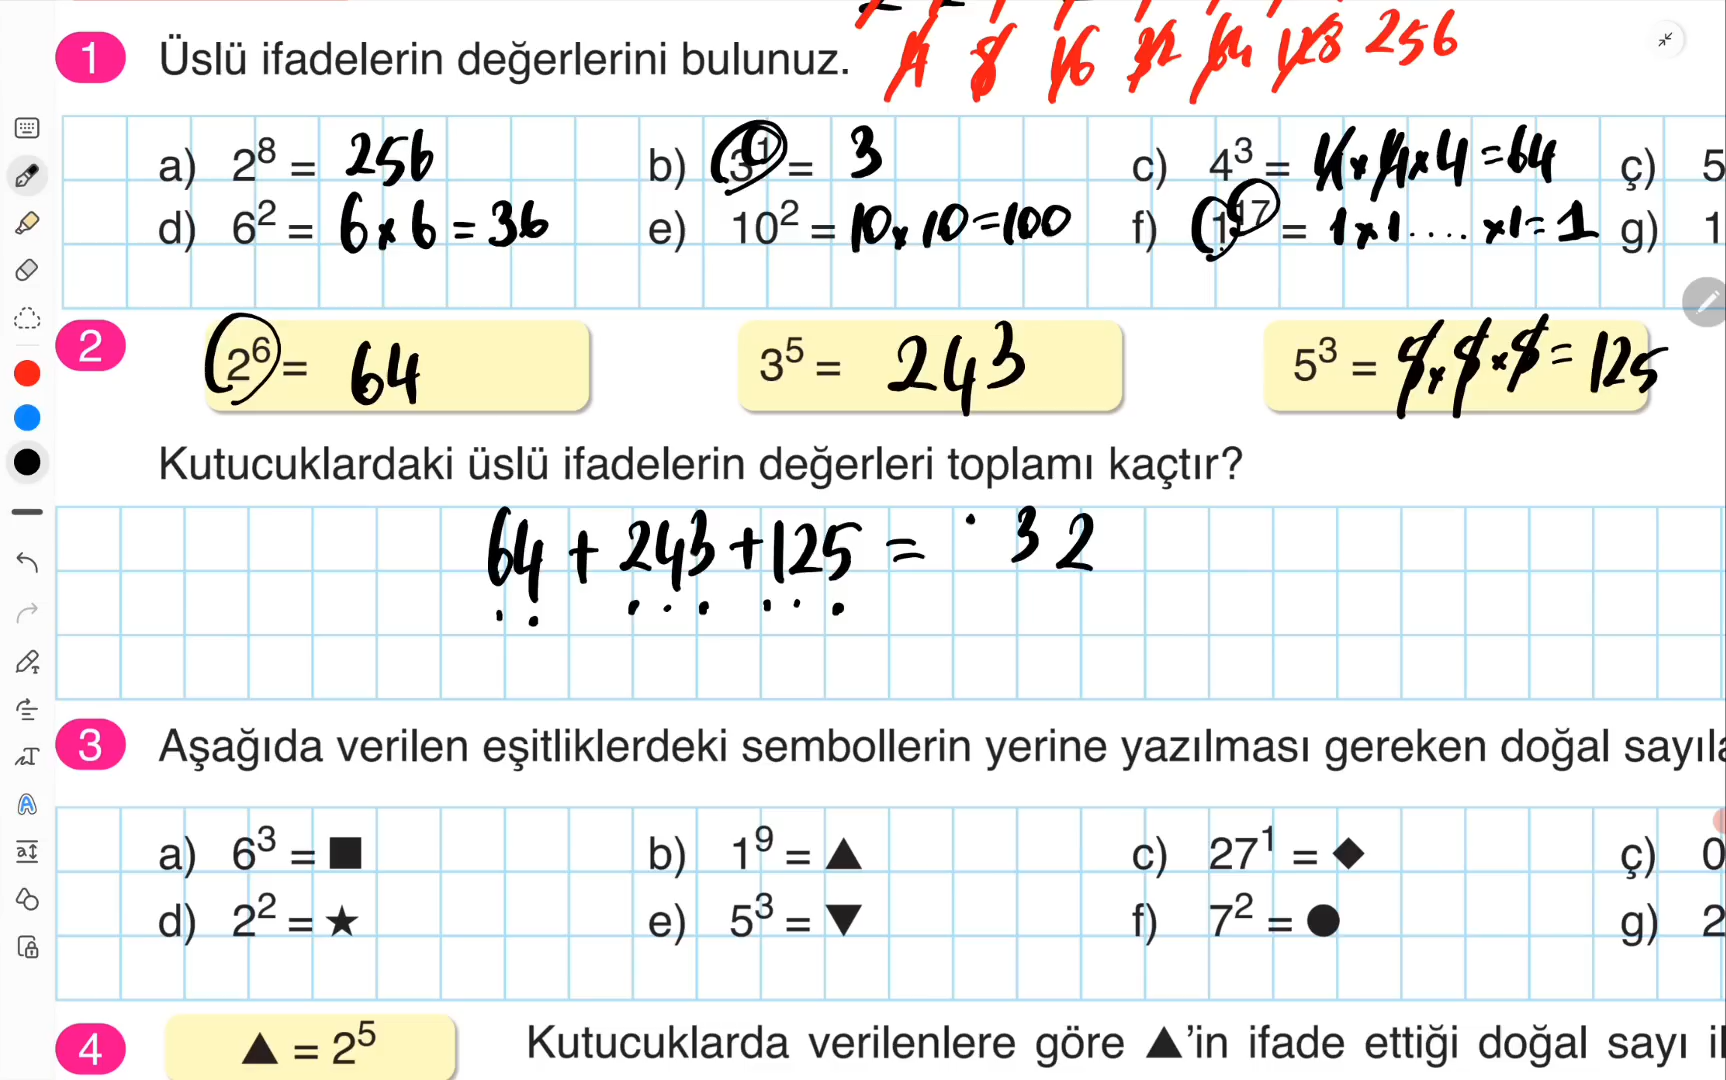 4 8 16 32 64 128 256
1 Üslü ifadelerin değerlerini bulunuz.
a) 2⁸ = 256 b) 3¹ = 3 c) 4³ = 4×4×4=64 ç) 5
d) 6² = 6×6=36 e) 10² = 10×10=100 f) 1¹⁷ = 1×1....×1=1 g) 1
2 2⁶ = 64 3⁵ = 243 5³ = 5×5×5=125
Kutucuklardaki üslü ifadelerin değerleri toplamı kaçtır?
64 + 243 + 125 = 32
3 Aşağıda verilen eşitliklerdeki sembollerin yerine yazılması gereken doğal sayıla
a) 6³ = ■ b) 1⁹ = ▲ c) 27¹ = ◆ ç) 0
d) 2² = ★ e) 5³ = ▼ f) 7² = ● g) 2
4 ▲ = 2⁵ Kutucuklarda verilenlere göre ▲'in ifade ettiği doğal sayı il